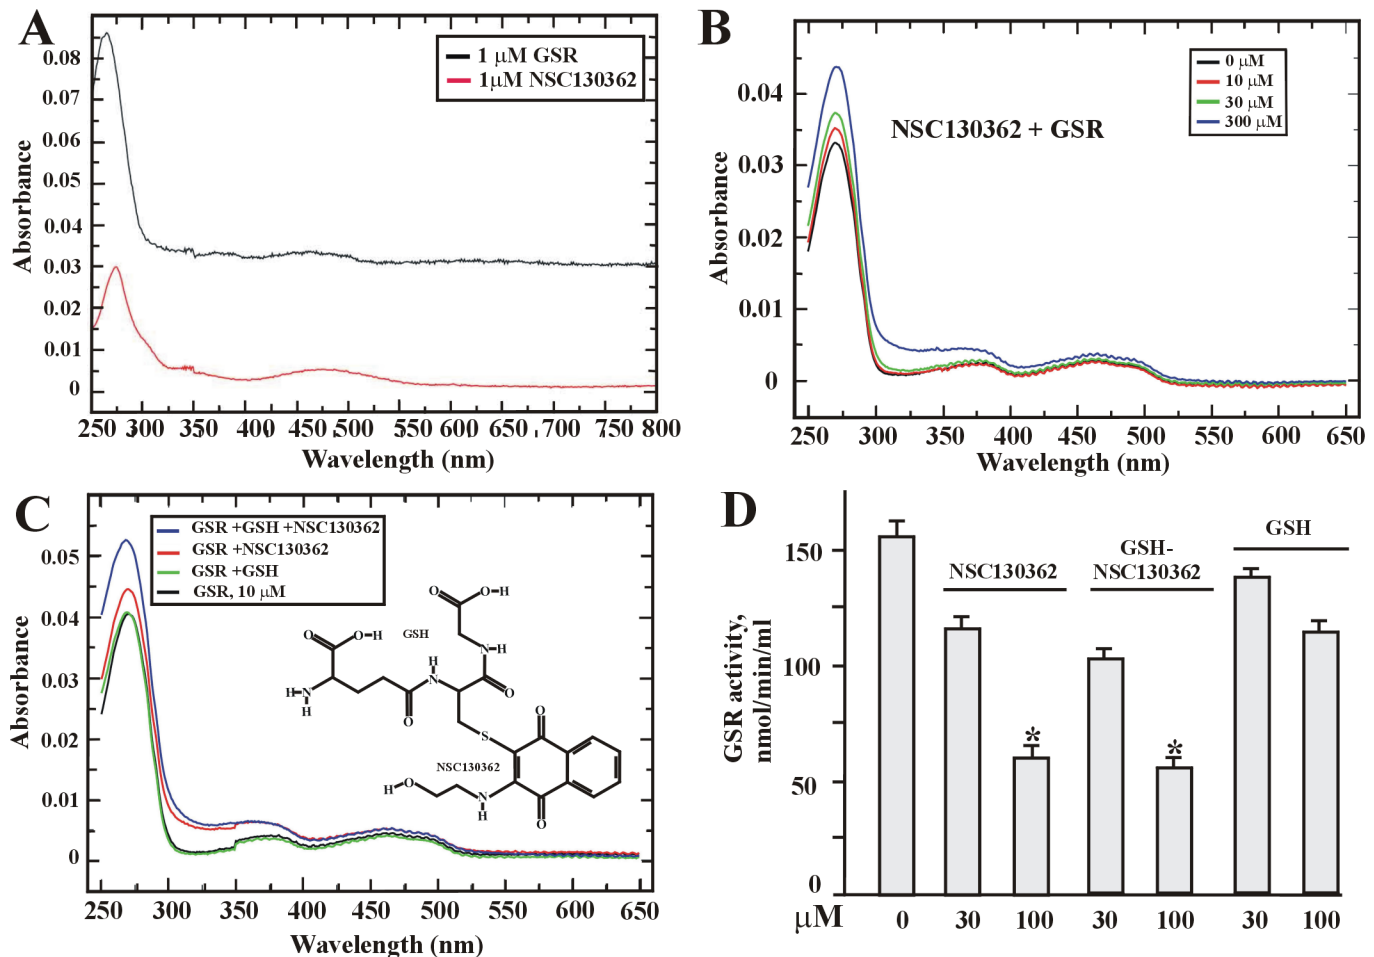 A
1 μM GSR
1μM NSC130362
0.08
0.07
0.06
0.05
0.04
0.03
0.02
0.01
0
Absorbance
250 300 350 400 450 500 550 600 650 700 750 800
Wavelength (nm)
B
0 μM
10 μM
30 μM
300 μM
NSC130362 + GSR
0.04
0.03
0.02
0.01
0
Absorbance
250 300 350 400 450 500 550 600 650
Wavelength (nm)
C
GSR +GSH +NSC130362
GSR +NSC130362
GSR +GSH
GSR, 10 μM
0.05
0.04
0.03
0.02
0.01
0
Absorbance
O O-H
O O-H GSH
N-H
H
H-N N
H
O O
O
S
NSC130362
H-O N
H
O
250 300 350 400 450 500 550 600 650
Wavelength (nm)
D
GSH
GSH-
NSC130362 NSC130362
150
100
50
0
GSR activity,
nmol/min/ml
* *
μM 0 30 100 30 100 30 100